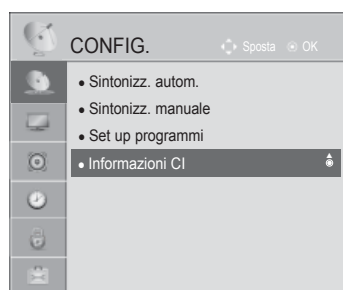 CONFIG. Sposta OK
• Sintonizz. autom.
• Sintonizz. manuale
• Set up programmi
• Informazioni CI